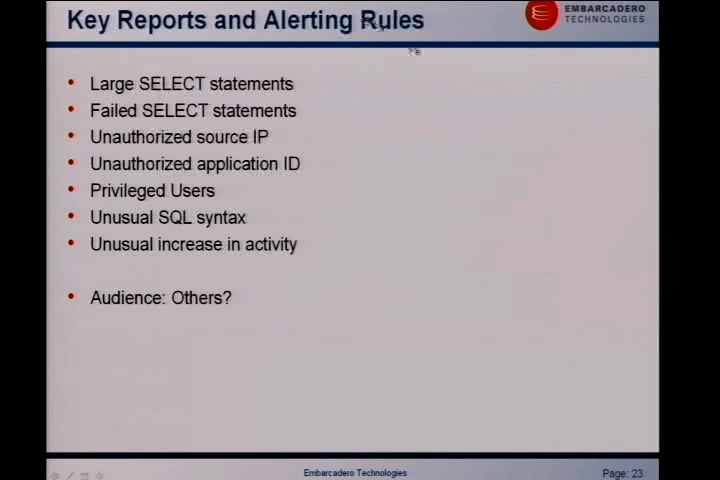 Key Reports and Alerting Rules
EMBARCADERO
TECHNOLOGIES
• Large SELECT statements
• Failed SELECT statements
• Unauthorized source IP
• Unauthorized application ID
• Privileged Users
• Unusual SQL syntax
• Unusual increase in activity
• Audience: Others?
Embarcadero Technologies
Page: 23